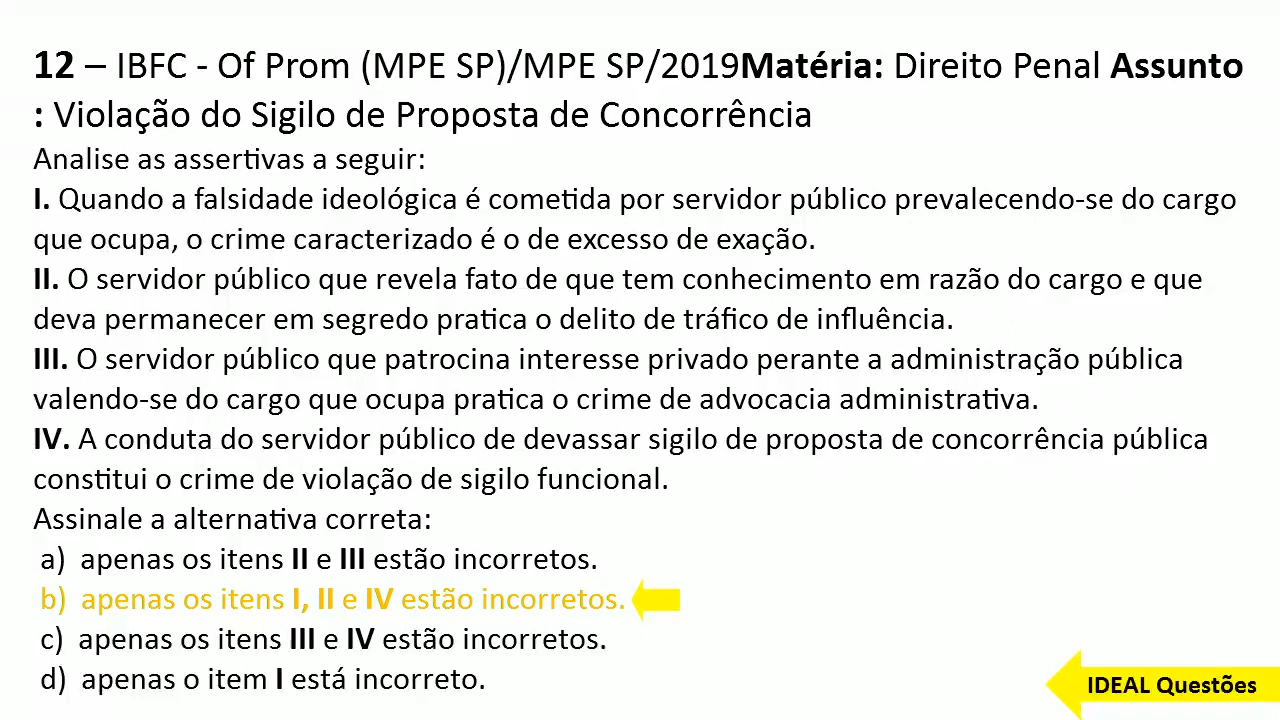 12 – IBFC - Of Prom (MPE SP)/MPE SP/2019Matéria: Direito Penal Assunto
: Violação do Sigilo de Proposta de Concorrência
Analise as assertivas a seguir:
I. Quando a falsidade ideológica é cometida por servidor público prevalecendo-se do cargo
que ocupa, o crime caracterizado é o de excesso de exação.
II. O servidor público que revela fato de que tem conhecimento em razão do cargo e que
deva permanecer em segredo pratica o delito de tráfico de influência.
III. O servidor público que patrocina interesse privado perante a administração pública
valendo-se do cargo que ocupa pratica o crime de advocacia administrativa.
IV. A conduta do servidor público de devassar sigilo de proposta de concorrência pública
constitui o crime de violação de sigilo funcional.
Assinale a alternativa correta:
a) apenas os itens II e III estão incorretos.
b) apenas os itens I, II e IV estão incorretos.
c) apenas os itens III e IV estão incorretos.
d) apenas o item I está incorreto.
IDEAL Questões